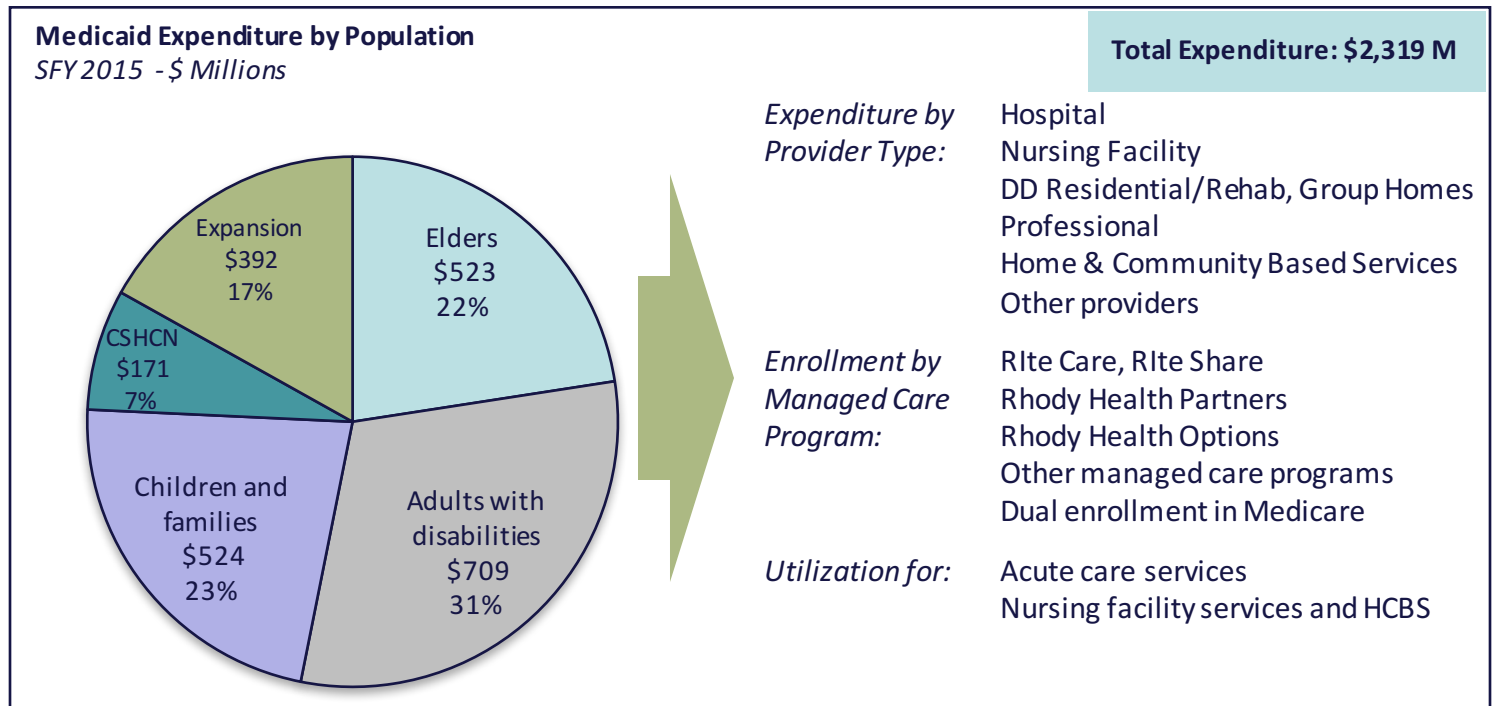 Medicaid Expenditure by Population
SFY 2015 - $ Millions
Total Expenditure: $2,319 M
Expansion
$392
17%
Elders
$523
22%
CSHCN
$171
7%
Children and
families
$524
23%
Adults with
disabilities
$709
31%
Expenditure by
Provider Type:
Hospital
Nursing Facility
DD Residential/Rehab, Group Homes
Professional
Home & Community Based Services
Other providers
Enrollment by
Managed Care
Program:
RIte Care, RIte Share
Rhody Health Partners
Rhody Health Options
Other managed care programs
Dual enrollment in Medicare
Utilization for:
Acute care services
Nursing facility services and HCBS